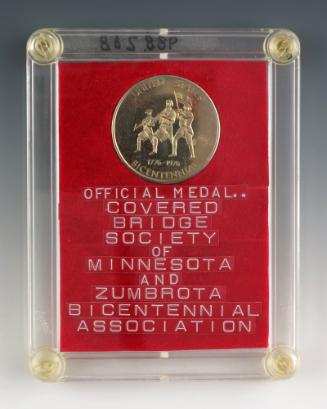 UNITED STATES
1776-1976
BICENTENNIAL
OFFICIAL MEDAL..
COVERED
BRIDGE
SOCIETY
OF
MINNESOTA
AND
ZUMBROTA
BICENTENNIAL
ASSOCIATION